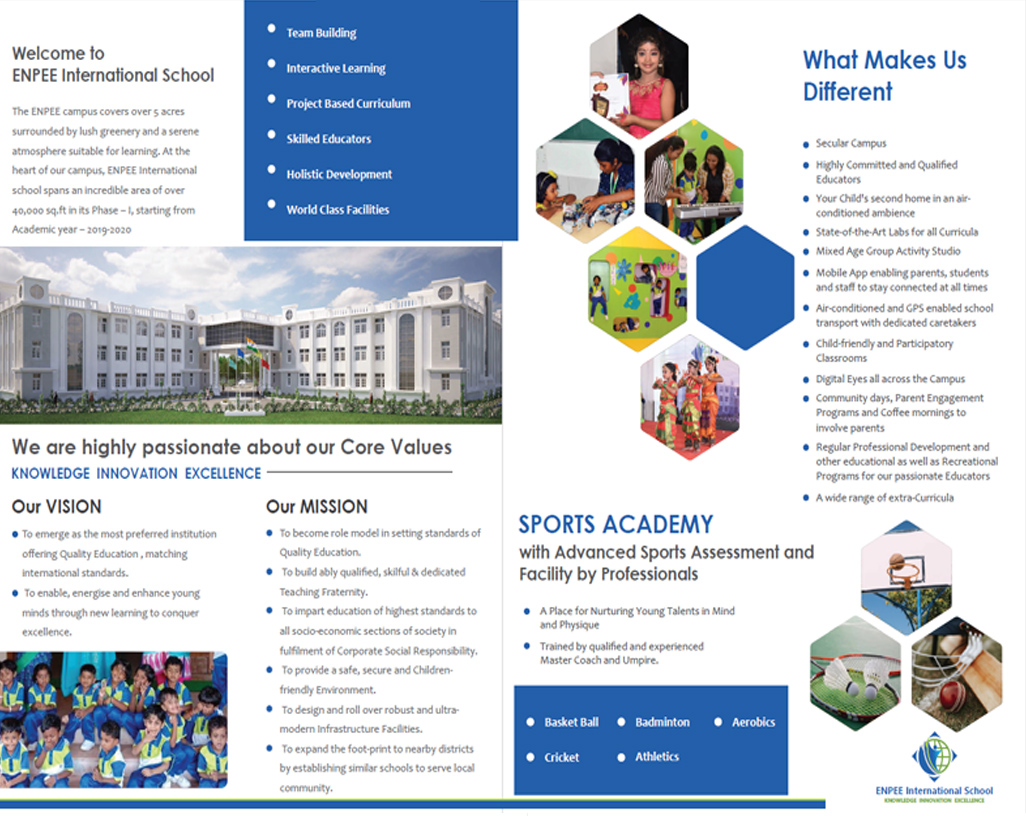 Welcome to
ENPEE International School
The ENPEE campus covers over 5 acres
surrounded by lush greenery and a serene
atmosphere suitable for learning. At the
heart of our campus, ENPEE International
school spans an incredible area of over
40,000 sq.ft in its Phase – I, starting from
Academic year – 2019-2020
Team Building
Interactive Learning
Project Based Curriculum
Skilled Educators
Holistic Development
World Class Facilities
We are highly passionate about our Core Values
KNOWLEDGE INNOVATION EXCELLENCE
Our VISION
To emerge as the most preferred institution
offering Quality Education , matching
international standards.
To enable, energise and enhance young
minds through new learning to conquer
excellence.
Our MISSION
To become role model in setting standards of
Quality Education.
To build ably qualified, skilful & dedicated
Teaching Fraternity.
To impart education of highest standards to
all socio-economic sections of society in
fulfilment of Corporate Social Responsibility.
To provide a safe, secure and Children-
friendly Environment.
To design and roll over robust and ultra-
modern Infrastructure Facilities.
To expand the foot-print to nearby districts
by establishing similar schools to serve local
community.
What Makes Us
Different
Secular Campus
Highly Committed and Qualified
Educators
Your Child's second home in an air-
conditioned ambience
State-of-the-Art Labs for all Curricula
Mixed Age Group Activity Studio
Mobile App enabling parents, students
and staff to stay connected at all times
Air-conditioned and GPS enabled school
transport with dedicated caretakers
Child-friendly and Participatory
Classrooms
Digital Eyes all across the Campus
Community days, Parent Engagement
Programs and Coffee mornings to
involve parents
Regular Professional Development and
other educational as well as Recreational
Programs for our passionate Educators
A wide range of extra-Curricula
SPORTS ACADEMY
with Advanced Sports Assessment and
Facility by Professionals
A Place for Nurturing Young Talents in Mind
and Physique
Trained by qualified and experienced
Master Coach and Umpire.
Basket Ball Badminton Aerobics
Cricket Athletics
ENPEE International School
KNOWLEDGE INNOVATION EXCELLENCE